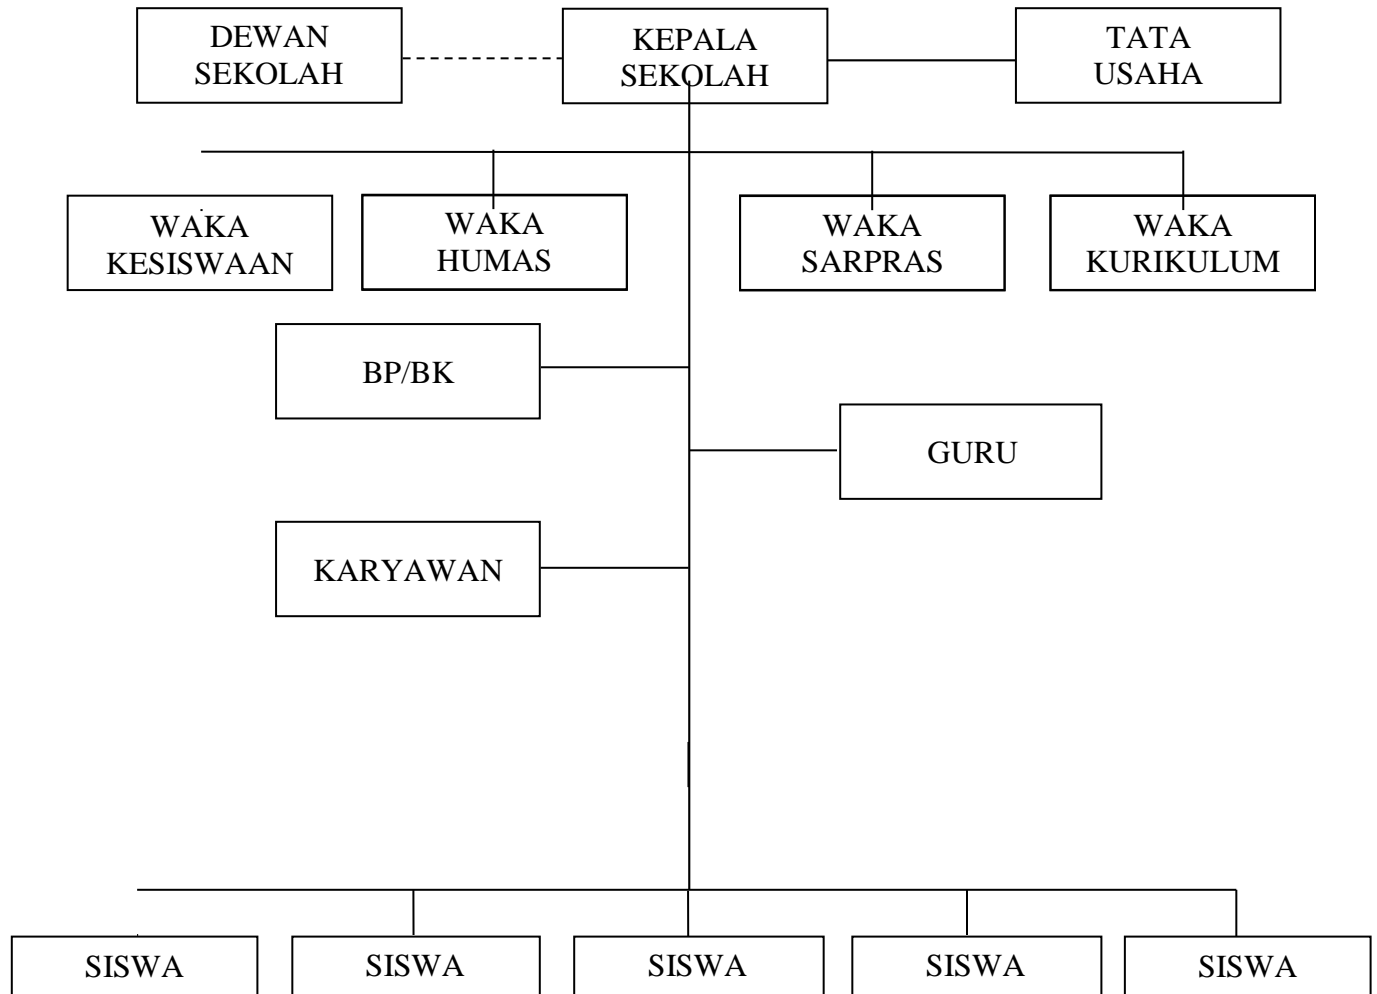 DEWAN
SEKOLAH
KEPALA
SEKOLAH
TATA
USAHA
WAKA
KESISWAAN
WAKA
HUMAS
WAKA
SARPRAS
WAKA
KURIKULUM
BP/BK
GURU
KARYAWAN
SISWA
SISWA
SISWA
SISWA
SISWA